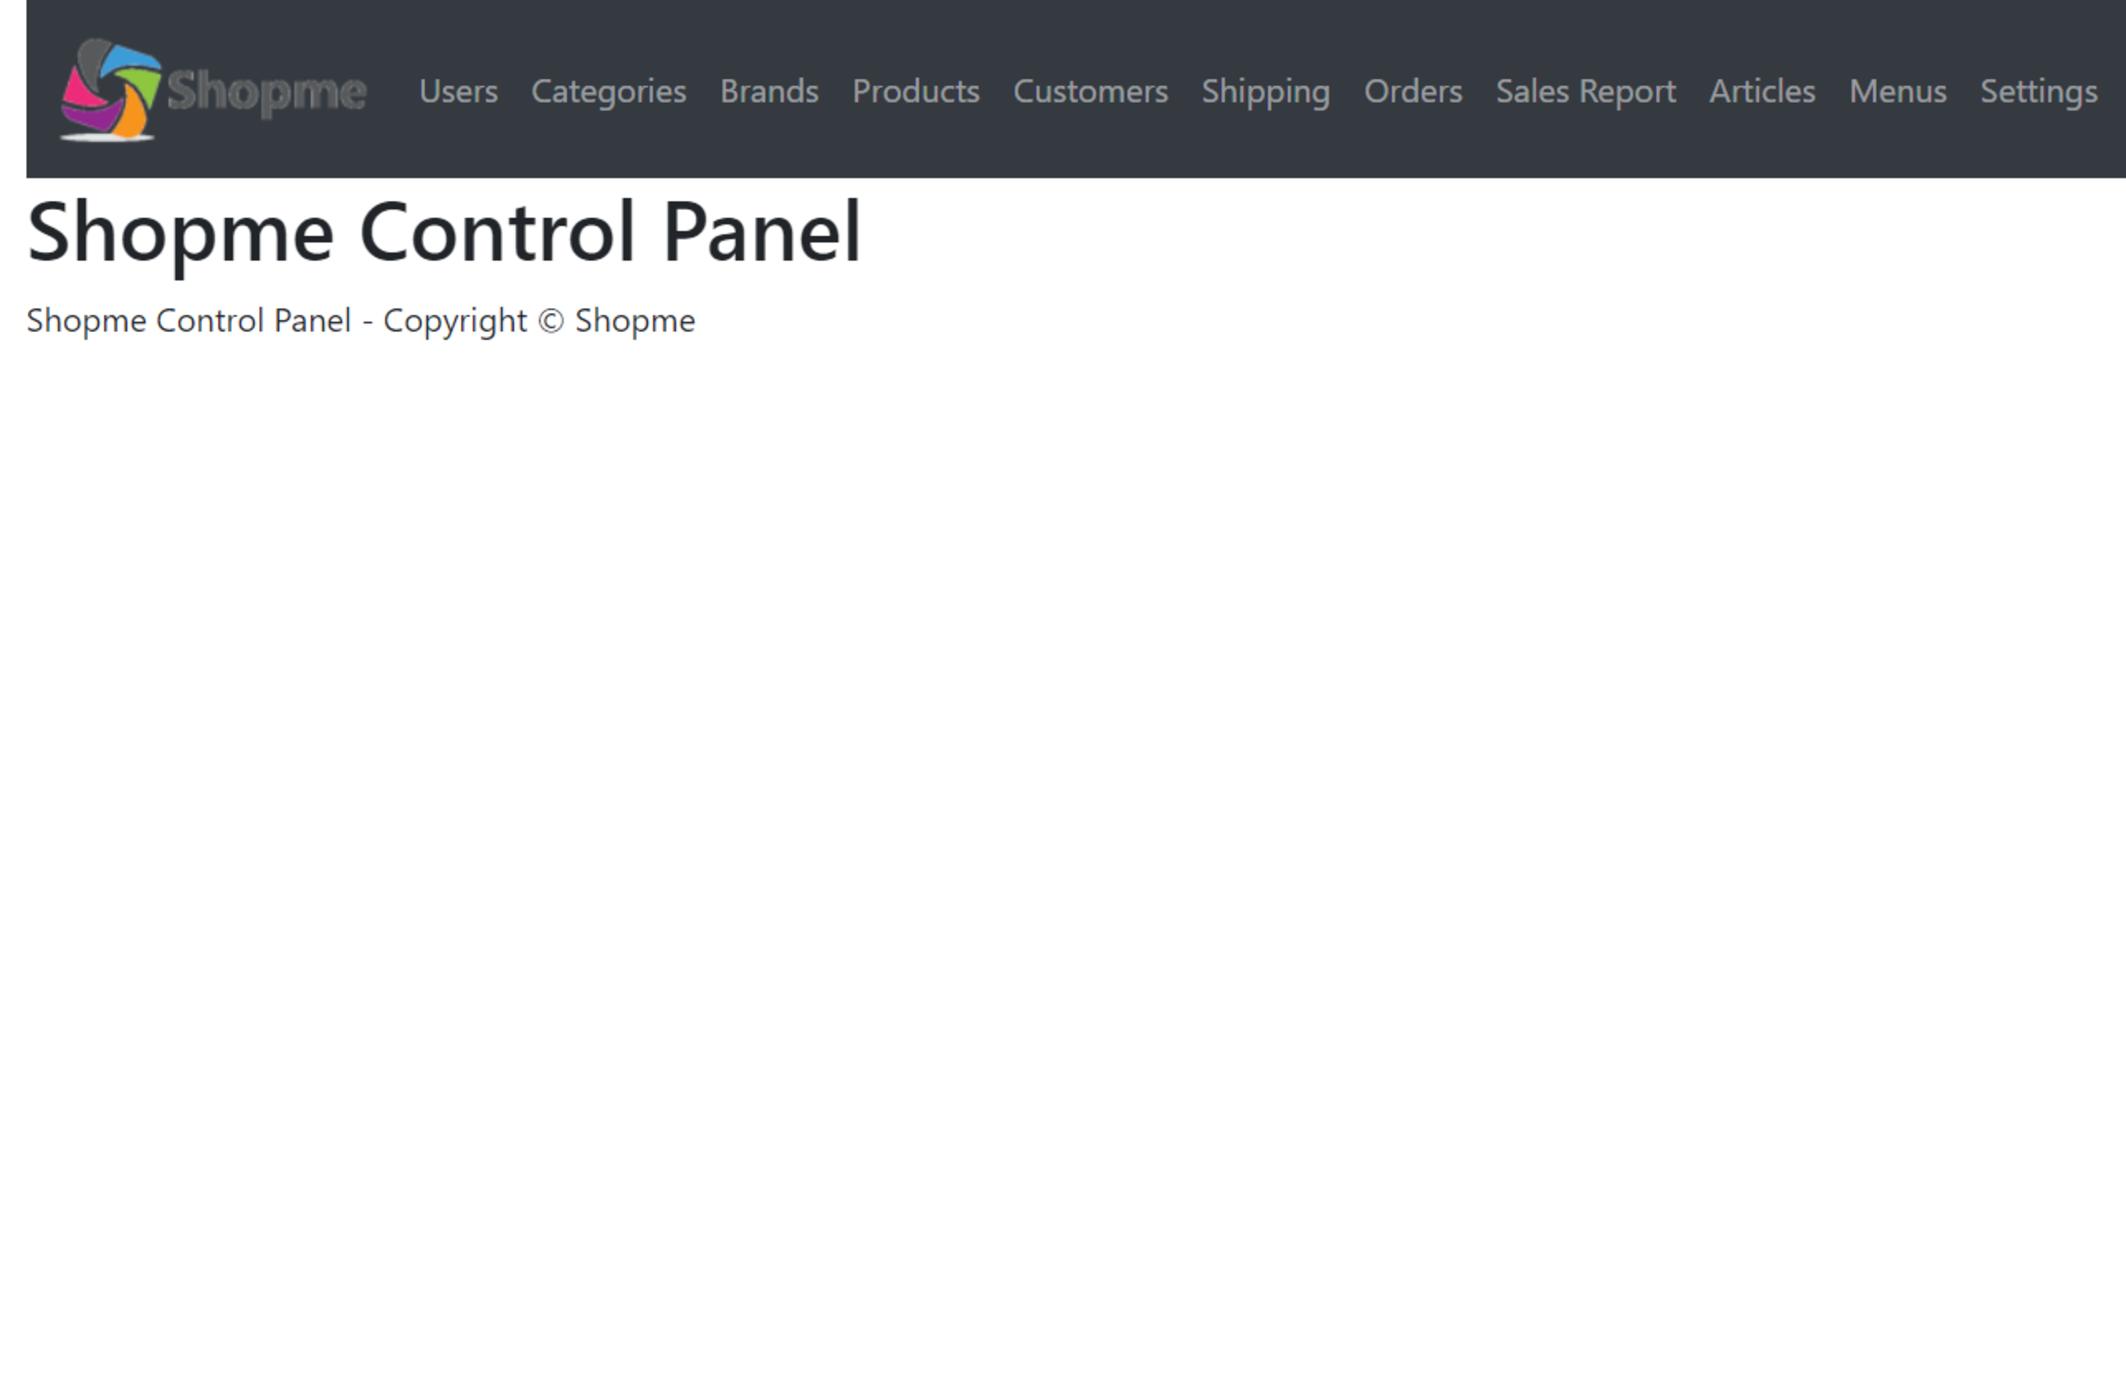 Shopme Users Categories Brands Products Customers Shipping Orders Sales Report Articles Menus Settings
Shopme Control Panel
Shopme Control Panel - Copyright © Shopme